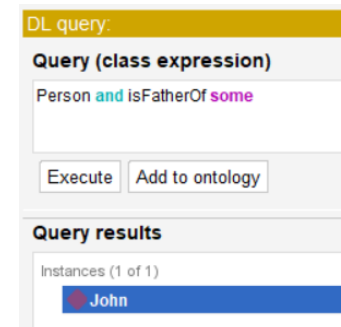 DL query:
Query (class expression)
Person and isFatherOf some
Execute Add to ontology
Query results
Instances (1 of 1)
John